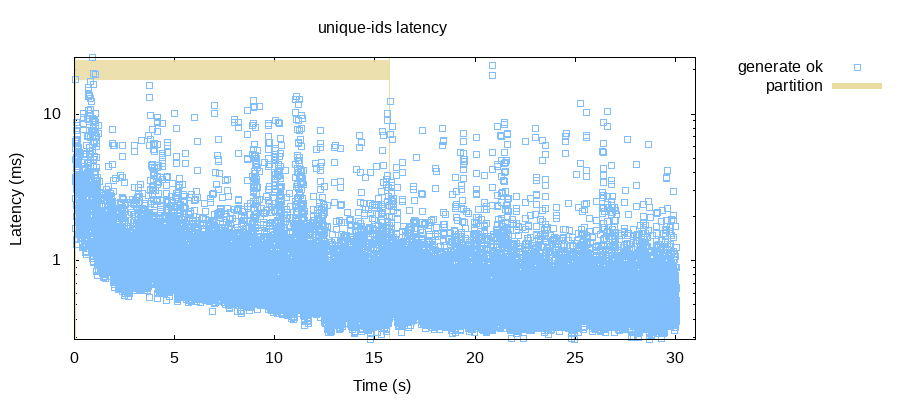 unique-ids latency
generate ok
partition
10
1
Latency (ms)
0 5 10 15 20 25 30
Time (s)